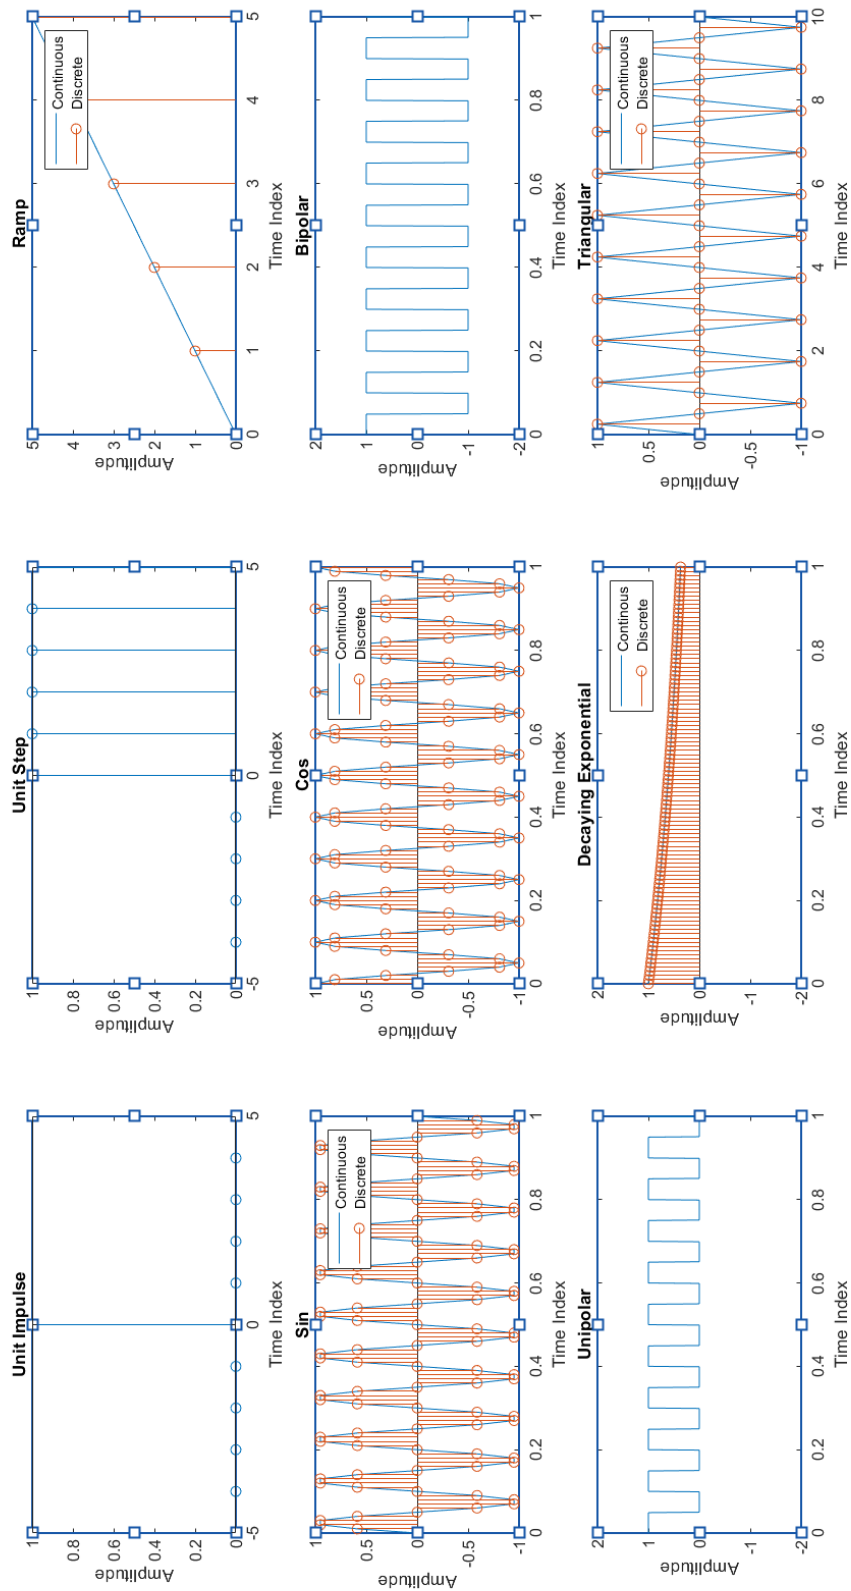 Unit Impulse
Amplitude
1
0.8
0.6
0.4
0.2
0
-5 0 5
Time Index
Unit Step
Amplitude
1
0.8
0.6
0.4
0.2
0
-5 0 5
Time Index
Ramp
Amplitude
5
4
3
2
1
0
0 1 2 3 4 5
Time Index
Continuous
Discrete
Sin
Amplitude
1
0.5
0
-0.5
-1
0 0.2 0.4 0.6 0.8 1
Time Index
Continuous
Discrete
Cos
Amplitude
1
0.5
0
-0.5
-1
0 0.2 0.4 0.6 0.8 1
Time Index
Continuous
Discrete
Bipolar
Amplitude
2
1
0
-1
-2
0 0.2 0.4 0.6 0.8 1
Time Index
Unipolar
Amplitude
2
1
0
-1
-2
0 0.2 0.4 0.6 0.8 1
Time Index
Decaying Exponential
Amplitude
2
1
0
-1
-2
0 0.2 0.4 0.6 0.8 1
Time Index
Continous
Discrete
Triangular
Amplitude
1
0.5
0
-0.5
-1
0 2 4 6 8 10
Time Index
Continuous
Discrete